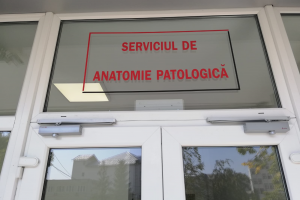 SERVICIUL DE
ANATOMIE PATOLOGICĂ